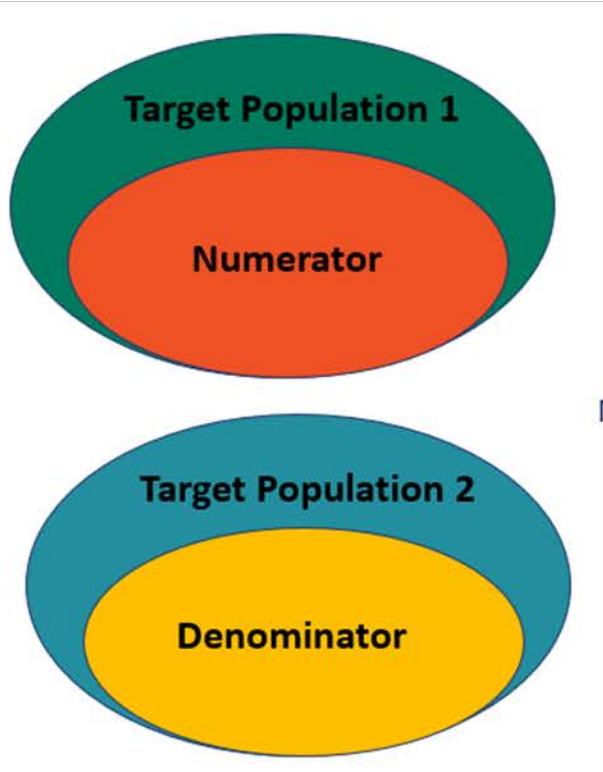 Target Population 1
Numerator
Target Population 2
Denominator